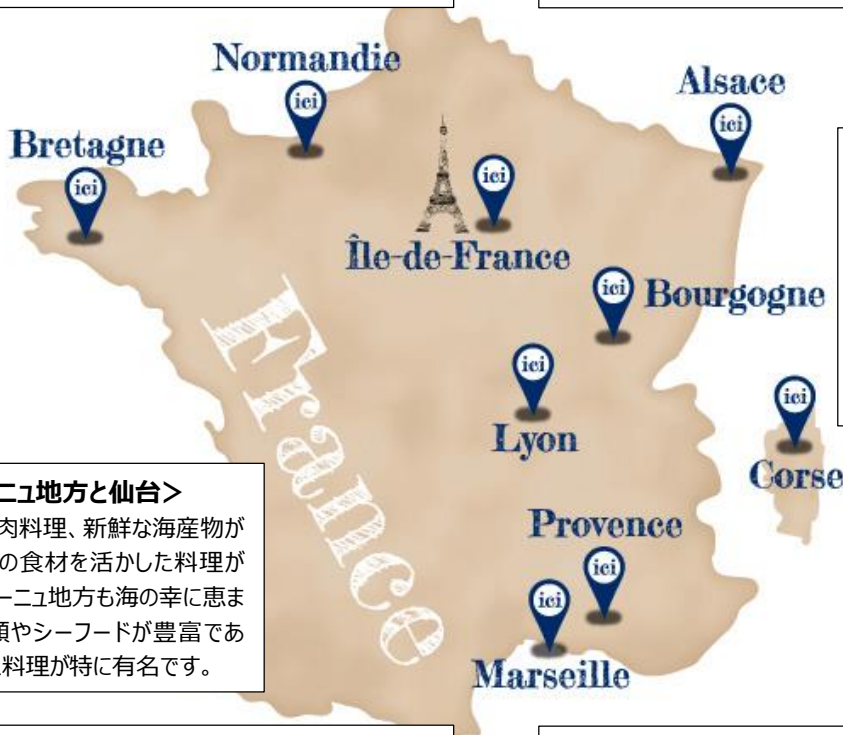 Normandie
ici
Alsace
ici
Bretagne
ici
ici
Île-de-France
ici
Bourgogne
ici
Lyon
ici
Corse
France
ニュ地方と仙台＞
肉料理、新鮮な海産物が
の食材を活かした料理が
ーニュ地方も海の幸に恵ま
類やシーフードが豊富であ
料理が特に有名です。
Provence
ici
ici
Marseille